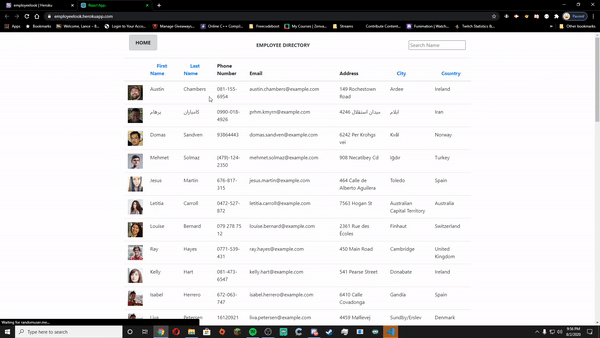 employeelook | Heroku
React App
employeelook.herokuapp.com
Paused
Apps
Bookmarks
Welcome, Lance - B...
Login to Your Acco...
Manage Giveaways-...
Online C++ Compil...
Freecodeboot
My Courses | Zenva...
Streams
Contribute Content...
Funimation | Watch...
Twitch Statistics &...
Other bookmarks
HOME
EMPLOYEE DIRECTORY
Search Name
First Name Last Name Phone Number Email Address City Country
Austin Chambers 081-155-6954 austin.chambers@example.com 149 Rochestown Road Ardee Ireland
پرهام کامیاران 0990-018-4926 prhm.kmyrn@example.com 4246 میدان استقلال ایلام Iran
Domas Sandven 93864443 domas.sandven@example.com 6242 Per Krohgs vei Kvål Norway
Mehmet Solmaz (479)-124-2350 mehmet.solmaz@example.com 908 Necatibey Cd Iğdır Turkey
Jesus Martin 676-817-315 jesus.martin@example.com 464 Calle de Alberto Aguilera Toledo Spain
Letitia Carroll 0472-527-872 letitia.carroll@example.com 7563 Hogan St Australian Capital Territory Australia
Louise Bernard 079 278 75 12 louise.bernard@example.com 2361 Rue des Écoles Finhaut Switzerland
Ray Hayes 0771-539-431 ray.hayes@example.com 450 Main Road Cambridge United Kingdom
Kelly Hart 081-473-6547 kelly.hart@example.com 541 Pearse Street Donabate Ireland
Isabel Herrero 672-063-747 isabel.herrero@example.com 6410 Calle Covadonga Gandia Spain
Liva Petersen 16120921 liva.petersen@example.com 4459 Møllevej Sundby/Erslev Denmark
Waiting for randomuser.me...
Type here to search
9:56 PM
8/2/2020